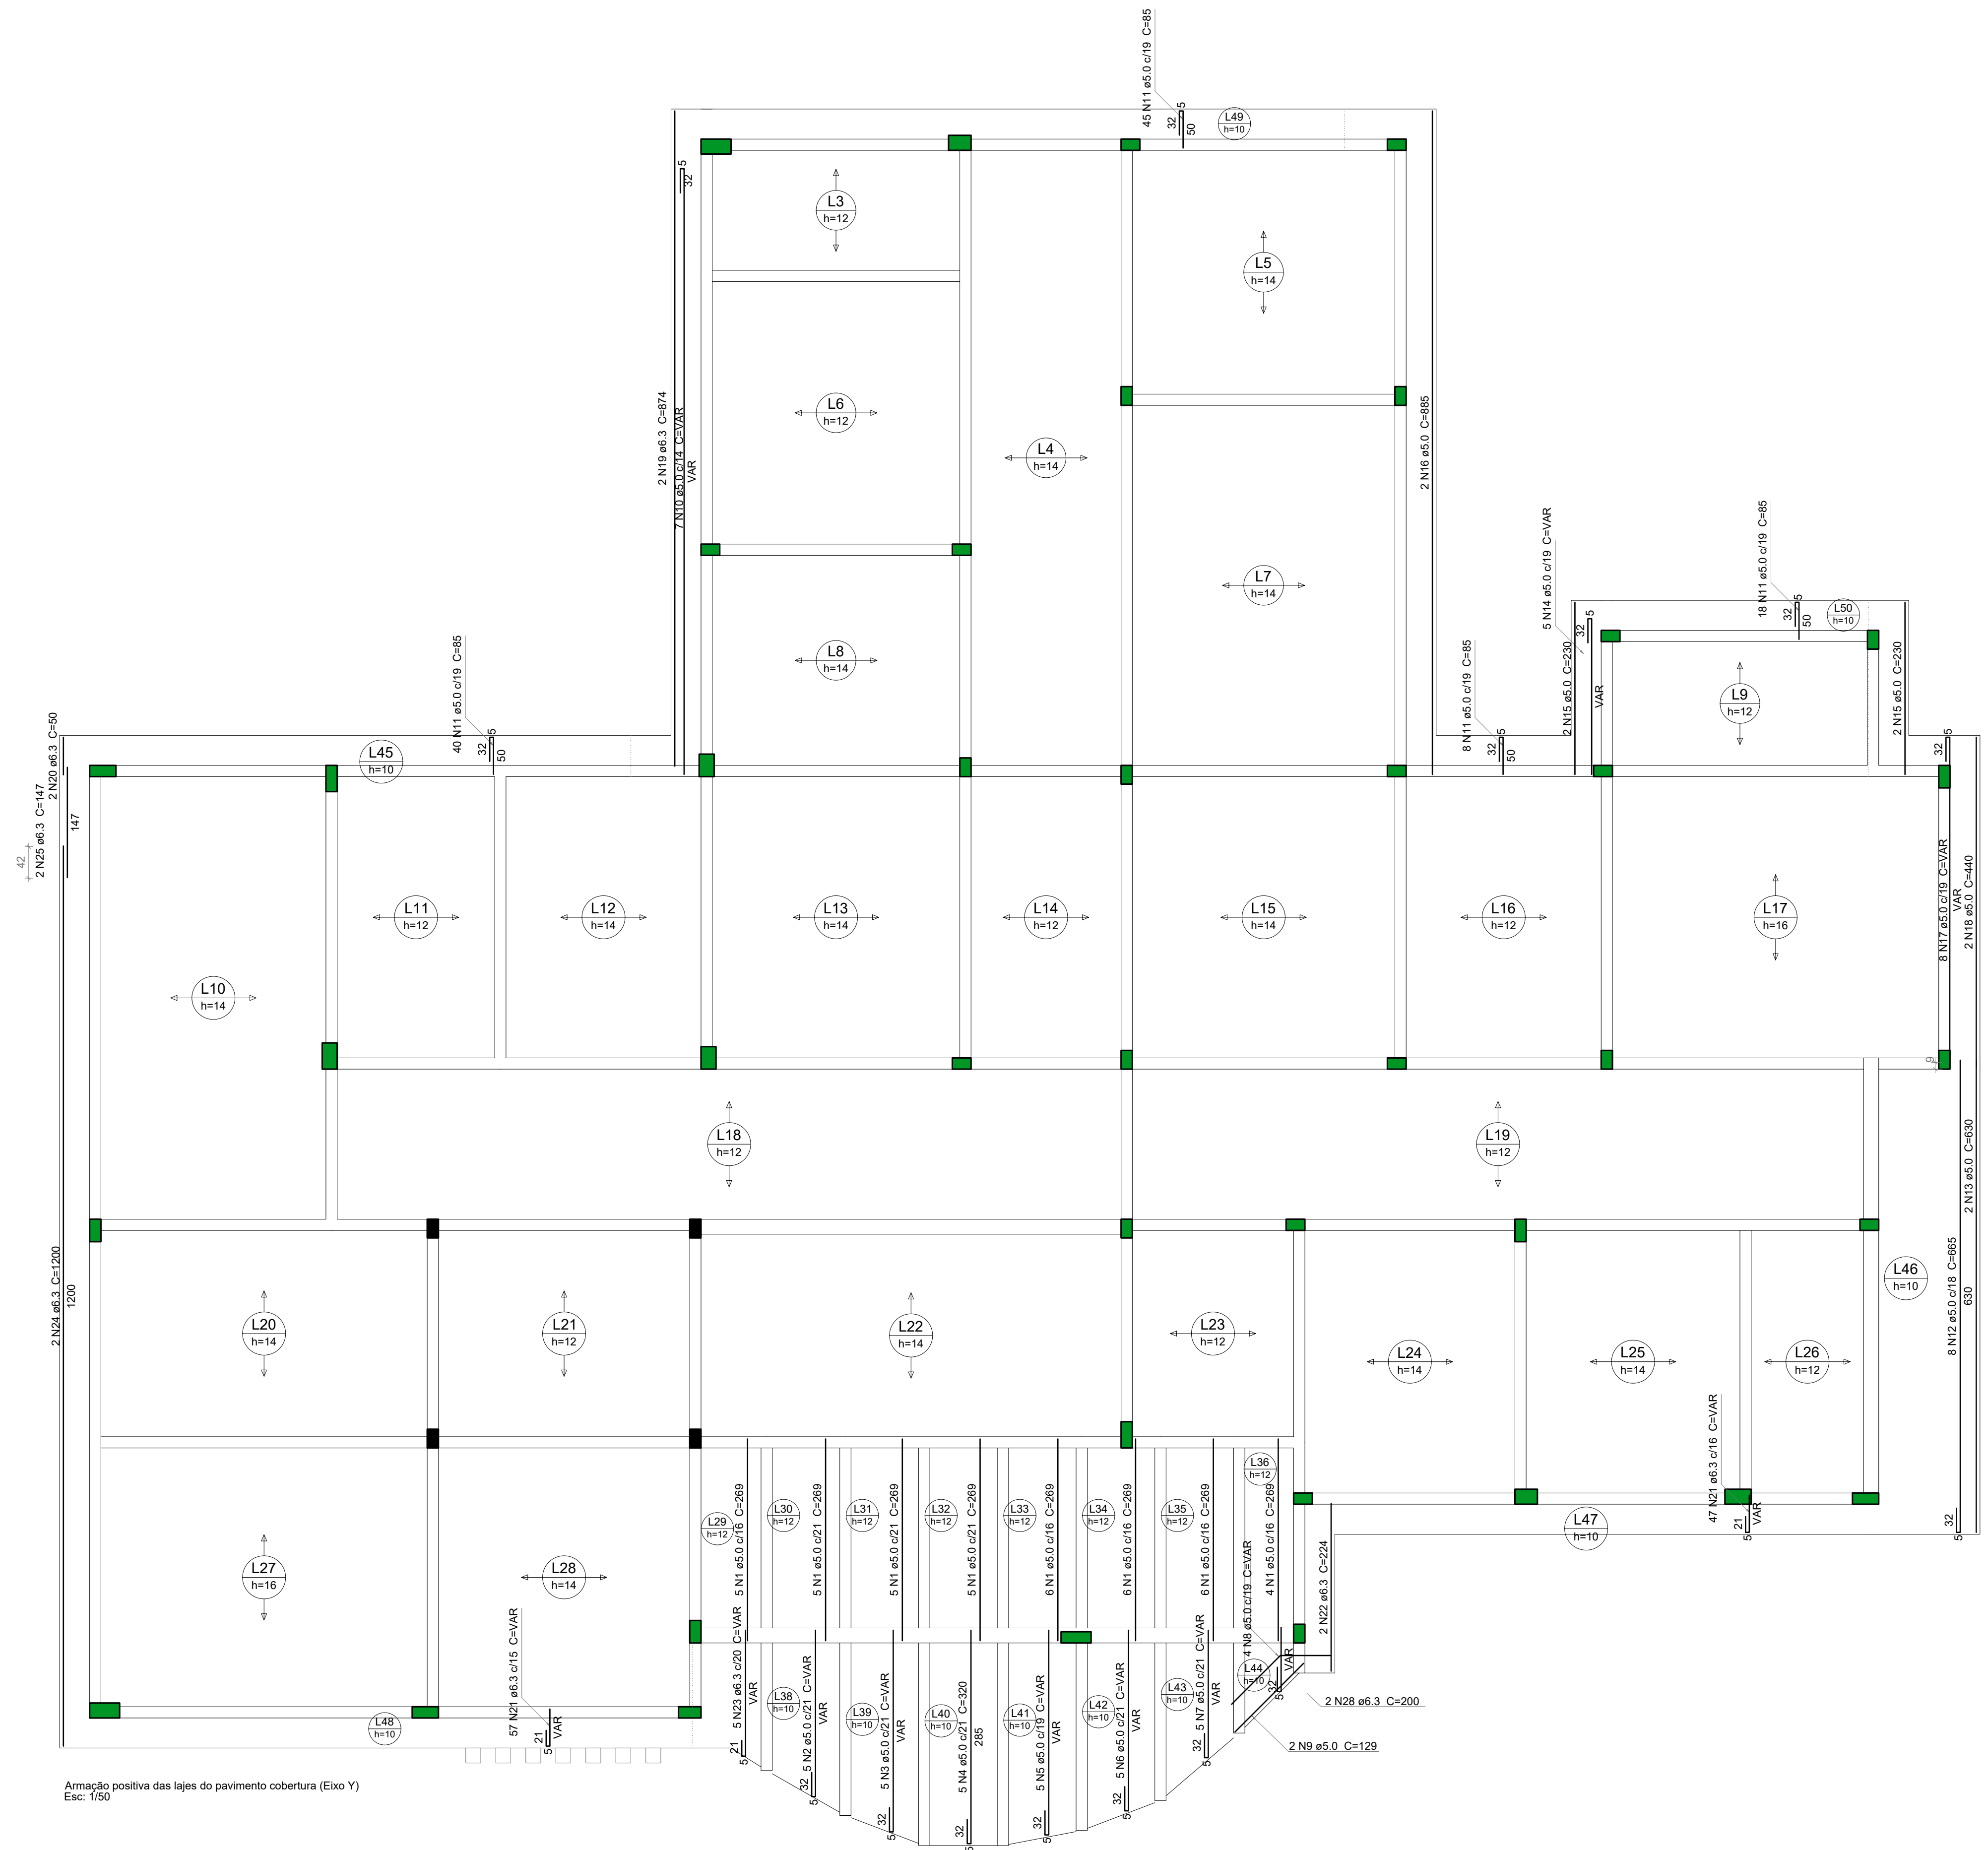 45 N11 ø5.0 c/19 C=85
5
32
50
L49
h=10
5
32
L3
h=12
L5
h=14
2 N19 ø6.3 C=874
7 N10 ø5.0 c/14 C=VAR
VAR
L6
h=12
L4
h=14
2 N16 ø5.0 C=885
L7
h=14
L8
h=14
5 N14 ø5.0 c/19 C=VAR
5
32
VAR
2 N15 ø5.0 C=230
18 N11 ø5.0 c/19 C=85
5
32
50
L50
h=10
L9
h=12
2 N15 ø5.0 C=230
8 N11 ø5.0 c/19 C=85
5
32
50
40 N11 ø5.0 c/19 C=85
5
32
50
L45
h=10
2 N20 ø6.3 C=50
2 N25 ø6.3 C=147
147
42
5
32
8 N17 ø5.0 c/19 C=VAR
VAR
2 N18 ø5.0 C=440
L10
h=14
L11
h=12
L12
h=14
L13
h=14
L14
h=12
L15
h=14
L16
h=12
L17
h=16
9
L18
h=12
L19
h=12
2 N13 ø5.0 C=630
8 N12 ø5.0 c/18 C=665
630
L46
h=10
2 N24 ø6.3 C=1200
1200
L20
h=14
L21
h=12
L22
h=14
L23
h=12
L24
h=14
L25
h=14
L26
h=12
47 N21 ø6.3 c/16 C=VAR
21
VAR
5
32
5
L47
h=10
L27
h=16
L28
h=14
L29
h=12
L30
h=12
L31
h=12
L32
h=12
L33
h=12
L34
h=12
L35
h=12
L36
h=12
5 N1 ø5.0 c/16 C=269
5 N1 ø5.0 c/21 C=269
5 N1 ø5.0 c/21 C=269
5 N1 ø5.0 c/21 C=269
6 N1 ø5.0 c/16 C=269
6 N1 ø5.0 c/16 C=269
6 N1 ø5.0 c/16 C=269
4 N1 ø5.0 c/16 C=269
2 N22 ø6.3 C=224
4 N8 ø5.0 c/19 C=VAR
VAR
32
5
L44
h=10
2 N28 ø6.3 C=200
2 N9 ø5.0 C=129
57 N21 ø6.3 c/15 C=VAR
21
VAR
5
L48
h=10
5 N23 ø6.3 c/20 C=VAR
VAR
21
5
L38
h=10
5 N2 ø5.0 c/21 C=VAR
VAR
32
5
L39
h=10
5 N3 ø5.0 c/21 C=VAR
VAR
32
5
L40
h=10
5 N4 ø5.0 c/21 C=320
285
32
5
L41
h=10
5 N5 ø5.0 c/19 C=VAR
VAR
32
5
L42
h=10
5 N6 ø5.0 c/21 C=VAR
VAR
32
5
L43
h=10
5 N7 ø5.0 c/21 C=VAR
VAR
32
5
Armação positiva das lajes do pavimento cobertura (Eixo Y)
Esc: 1/50